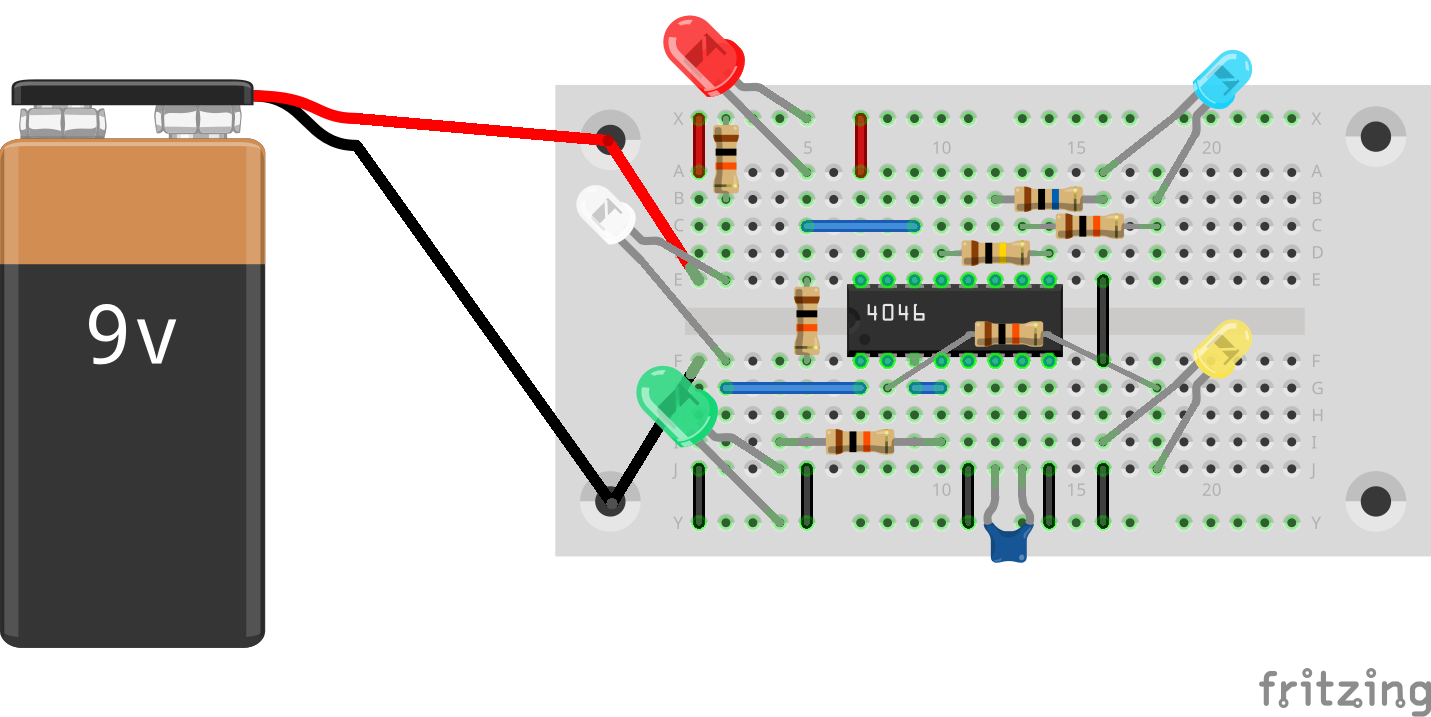 X X
5 10 15 20
A A
B B
C C
D D
E E
9v
4046
F F
G G
H H
I I
J J
10 15 20
Y Y
fritzing